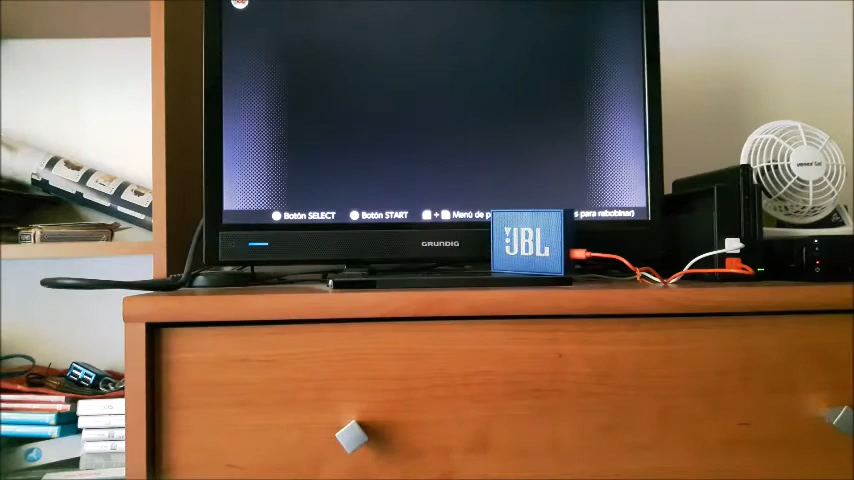 Botón SELECT Botón START + Menú de p s para rebobinar)
GRUNDIG
JBL